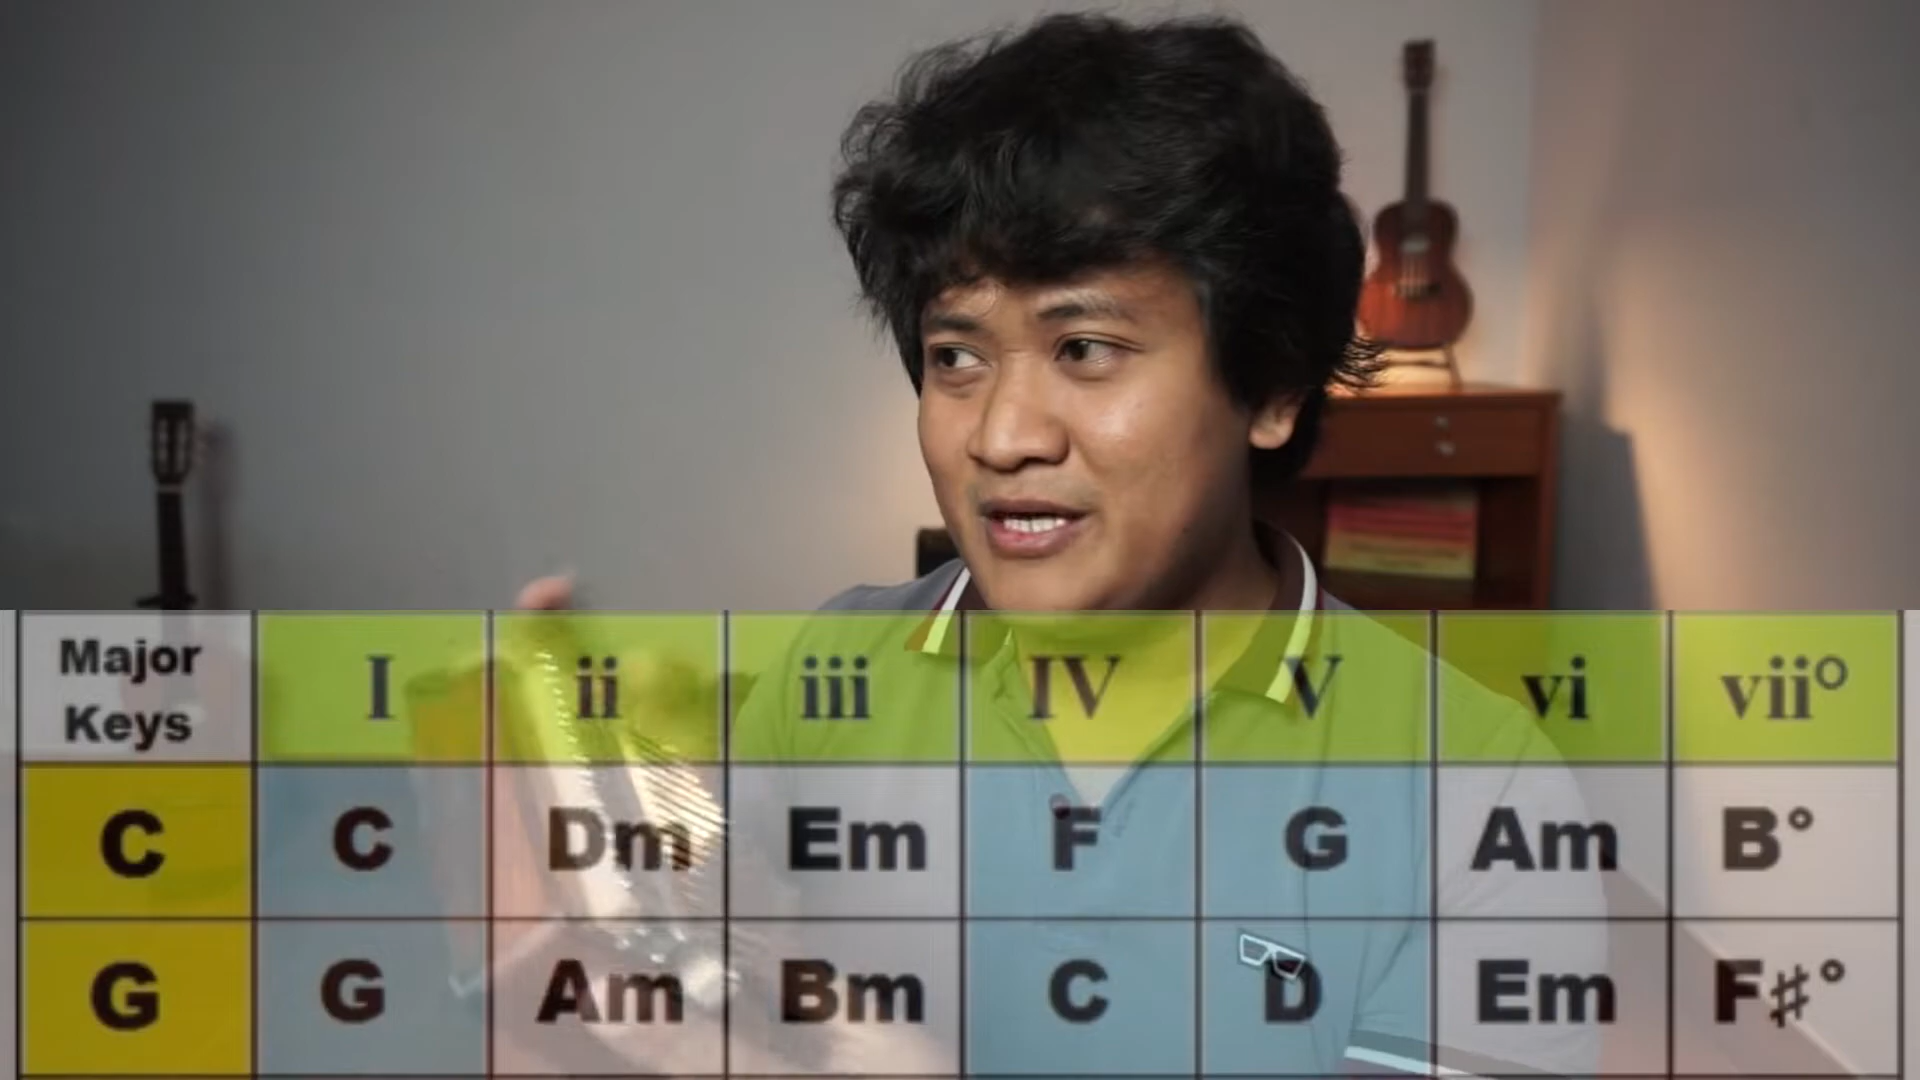 Major Keys I ii iii IV V vi vii°
C C Dm Em F G Am B°
G G Am Bm C D Em F♯°